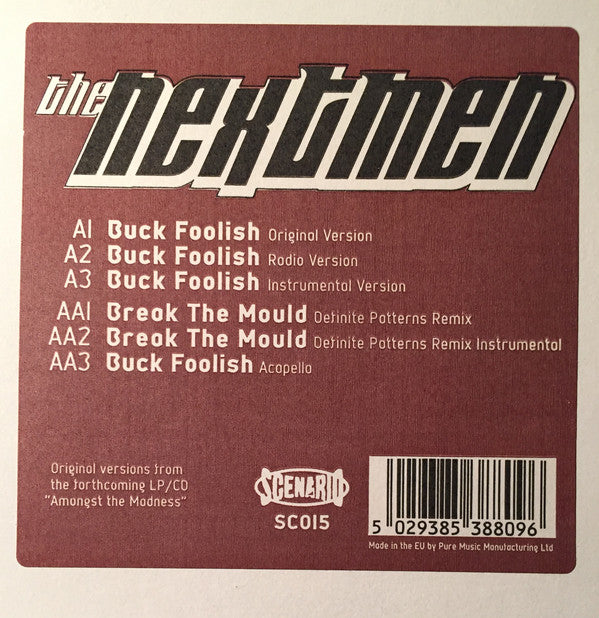 the nextmen
A1 Buck Foolish Original Version
A2 Buck Foolish Radio Version
A3 Buck Foolish Instrumental Version
AA1 Break The Mould Definite Patterns Remix
AA2 Break The Mould Definite Patterns Remix Instrumental
AA3 Buck Foolish Acapella
Original versions from
the forthcoming LP/CD
"Amongst the Madness"
SCENARIO
SC015
5 029385 388096
Made in the EU by Pure Music Manufacturing Ltd